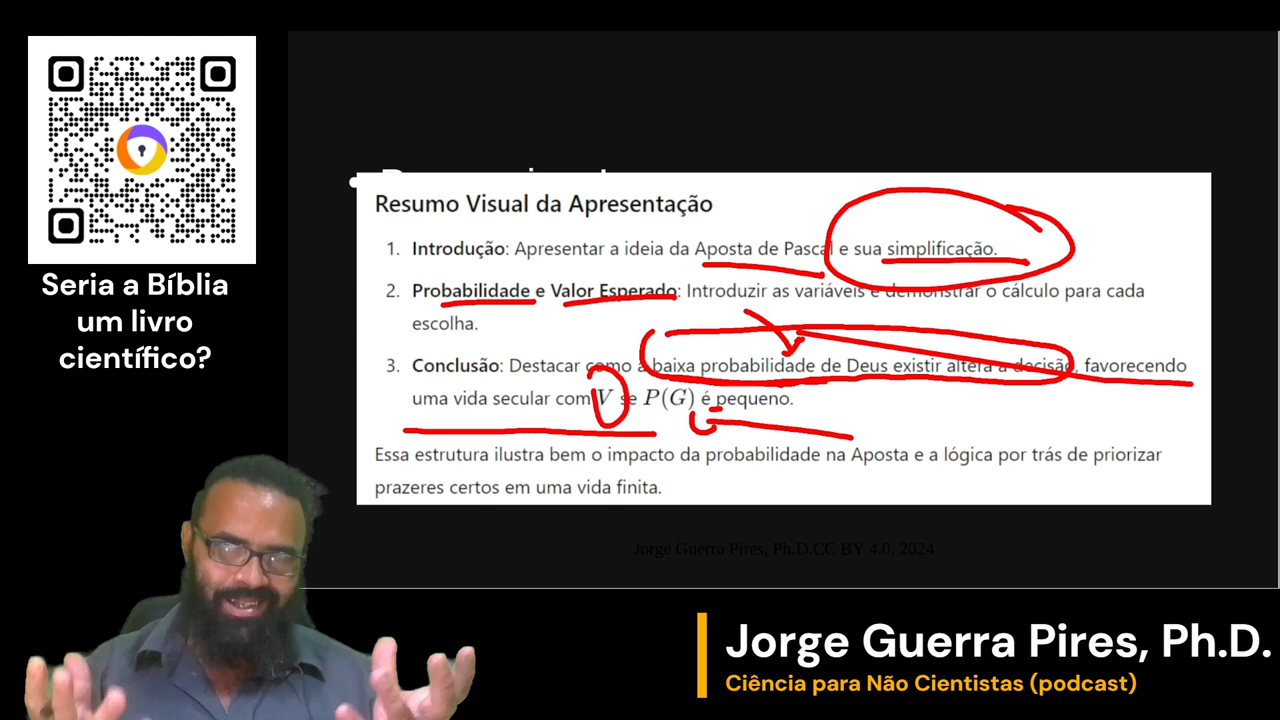 Seria a Bíblia
um livro
científico?
Resumo Visual da Apresentação
1. Introdução: Apresentar a ideia da Aposta de Pascal e sua simplificação.
2. Probabilidade e Valor Esperado: Introduzir as variáveis e demonstrar o cálculo para cada
escolha.
3. Conclusão: Destacar como a baixa probabilidade de Deus existir altera a decisão, favorecendo
uma vida secular com V se P(G) é pequeno.
Essa estrutura ilustra bem o impacto da probabilidade na Aposta e a lógica por trás de priorizar
prazeres certos em uma vida finita.
Jorge Guerra Pires, Ph.D.CC BY 4.0, 2024
Jorge Guerra Pires, Ph.D.
Ciência para Não Cientistas (podcast)